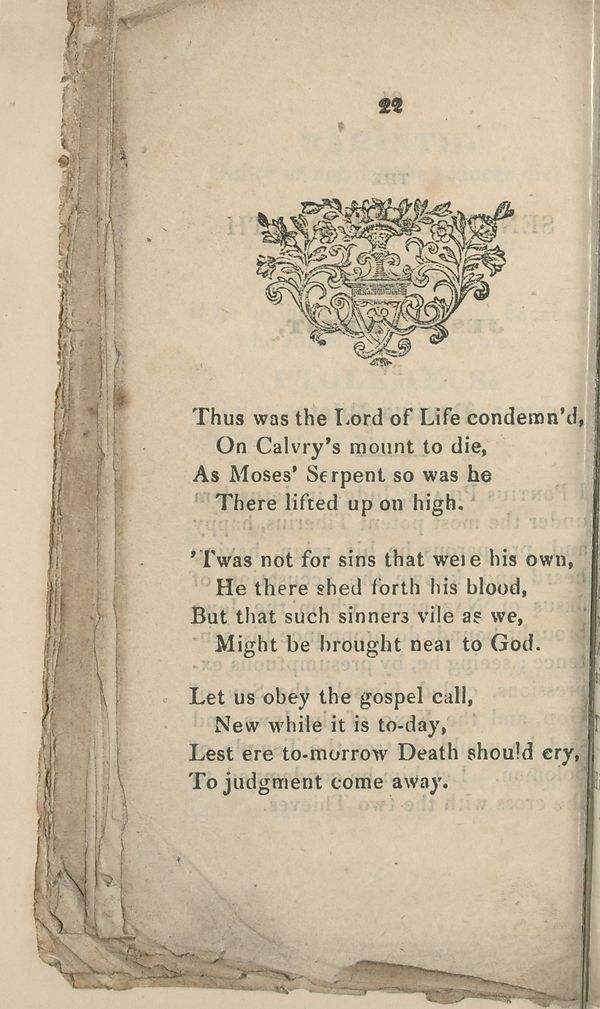 22
Thus was the Lord of Life condemn'd,
On Calvry's mount to die,
As Moses' Serpent so was he
There lifted up on high.
'Twas not for sins that were his own,
He there shed forth his blood,
But that such sinners vile as we,
Might be brought near to God.
Let us obey the gospel call,
New while it is to-day,
Lest ere to-morrow Death should cry,
To judgment come away.